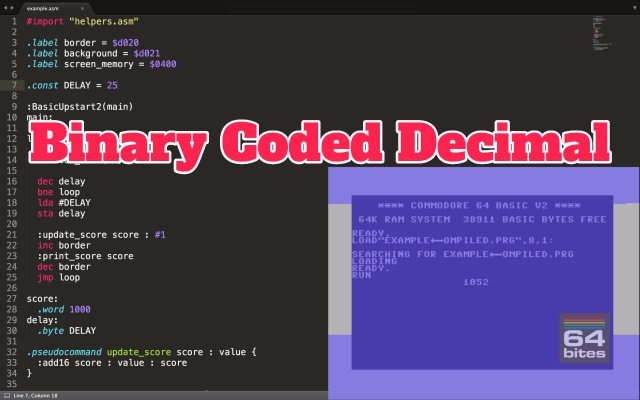 example.asm
1 #import "helpers.asm"
2
3 .label border = $d020
4 .label background = $d021
5 .label screen_memory = $0400
6
7 .const DELAY = 25
8
9 :BasicUpstart2(main)
10 main:
Binary Coded Decimal
16 dec delay
17 bne loop
18 lda #DELAY
19 sta delay
20
21 :update_score score : #1
22 inc border
23 :print_score score
24 dec border
25 jmp loop
26
27 score:
28 .word 1000
29 delay:
30 .byte DELAY
31
32 .pseudocommand update_score score : value {
33 :add16 score : value : score
34 }
35
Line 7, Column 18
**** COMMODORE 64 BASIC V2 ****
64K RAM SYSTEM 38911 BASIC BYTES FREE
READY.
LOAD"EXAMPLE←OMPILED.PRG",8,1:
SEARCHING FOR EXAMPLE←OMPILED.PRG
LOADING
READY.
RUN
1052
64
bites